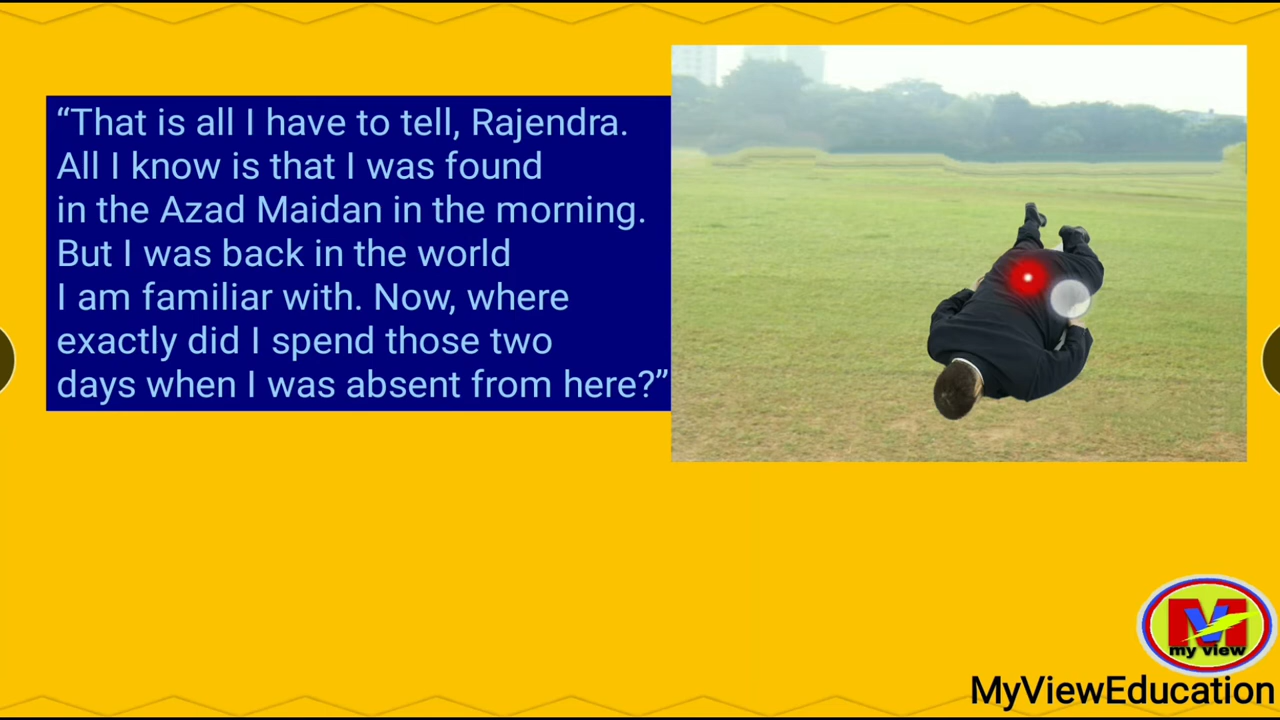 “That is all I have to tell, Rajendra.
All I know is that I was found
in the Azad Maidan in the morning.
But I was back in the world
I am familiar with. Now, where
exactly did I spend those two
days when I was absent from here?”
MV
my view
MyViewEducation